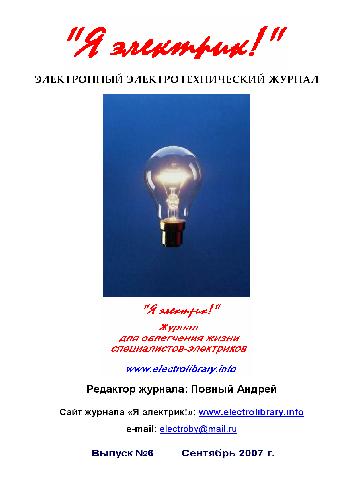 "Я электрик!"
ЭЛЕКТРОННЫЙ ЭЛЕКТРОТЕХНИЧЕСКИЙ ЖУРНАЛ
"Я электрик!"
Журнал
для облегчения жизни
специалистов-электриков
www.electrolibrary.info
Редактор журнала: Повный Андрей
Сайт журнала «Я электрик!»: www.electrolibrary.info
e-mail: electroby@mail.ru
Выпуск №6 Сентябрь 2007 г.